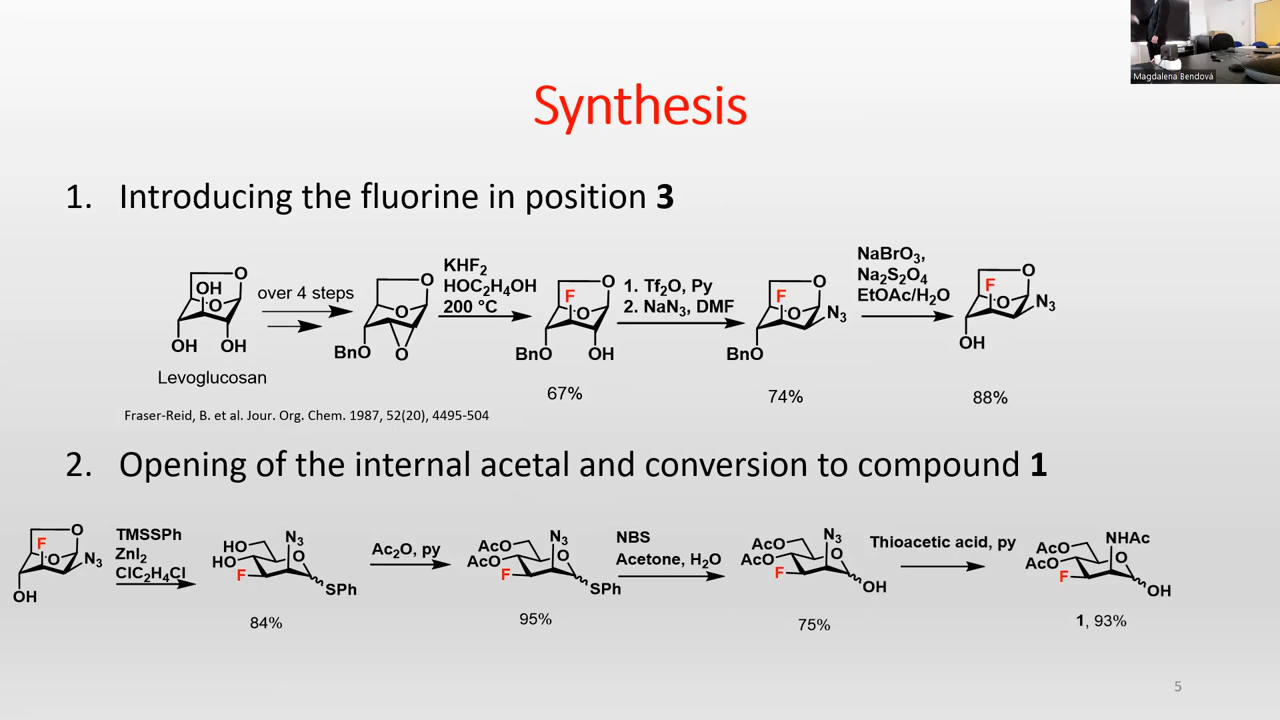 Magdalena Bendová
Synthesis
1. Introducing the fluorine in position 3
OH
O
O
OH
OH
Levoglucosan
over 4 steps
O
O
BnO
O
KHF2
HOC2H4OH
200 °C
O
F
O
BnO
OH
67%
1. Tf2O, Py
2. NaN3, DMF
O
F
O
N3
BnO
74%
NaBrO3,
Na2S2O4
EtOAc/H2O
O
F
O
N3
OH
88%
Fraser-Reid, B. et al. Jour. Org. Chem. 1987, 52(20), 4495-504
2. Opening of the internal acetal and conversion to compound 1
O
F
O
N3
OH
TMSSPh
ZnI2
ClC2H4Cl
HO
N3
HO
O
F
SPh
84%
Ac2O, py
AcO
N3
AcO
O
F
SPh
95%
NBS
Acetone, H2O
AcO
N3
AcO
O
F
OH
75%
Thioacetic acid, py
AcO
NHAc
AcO
O
F
OH
1, 93%
5